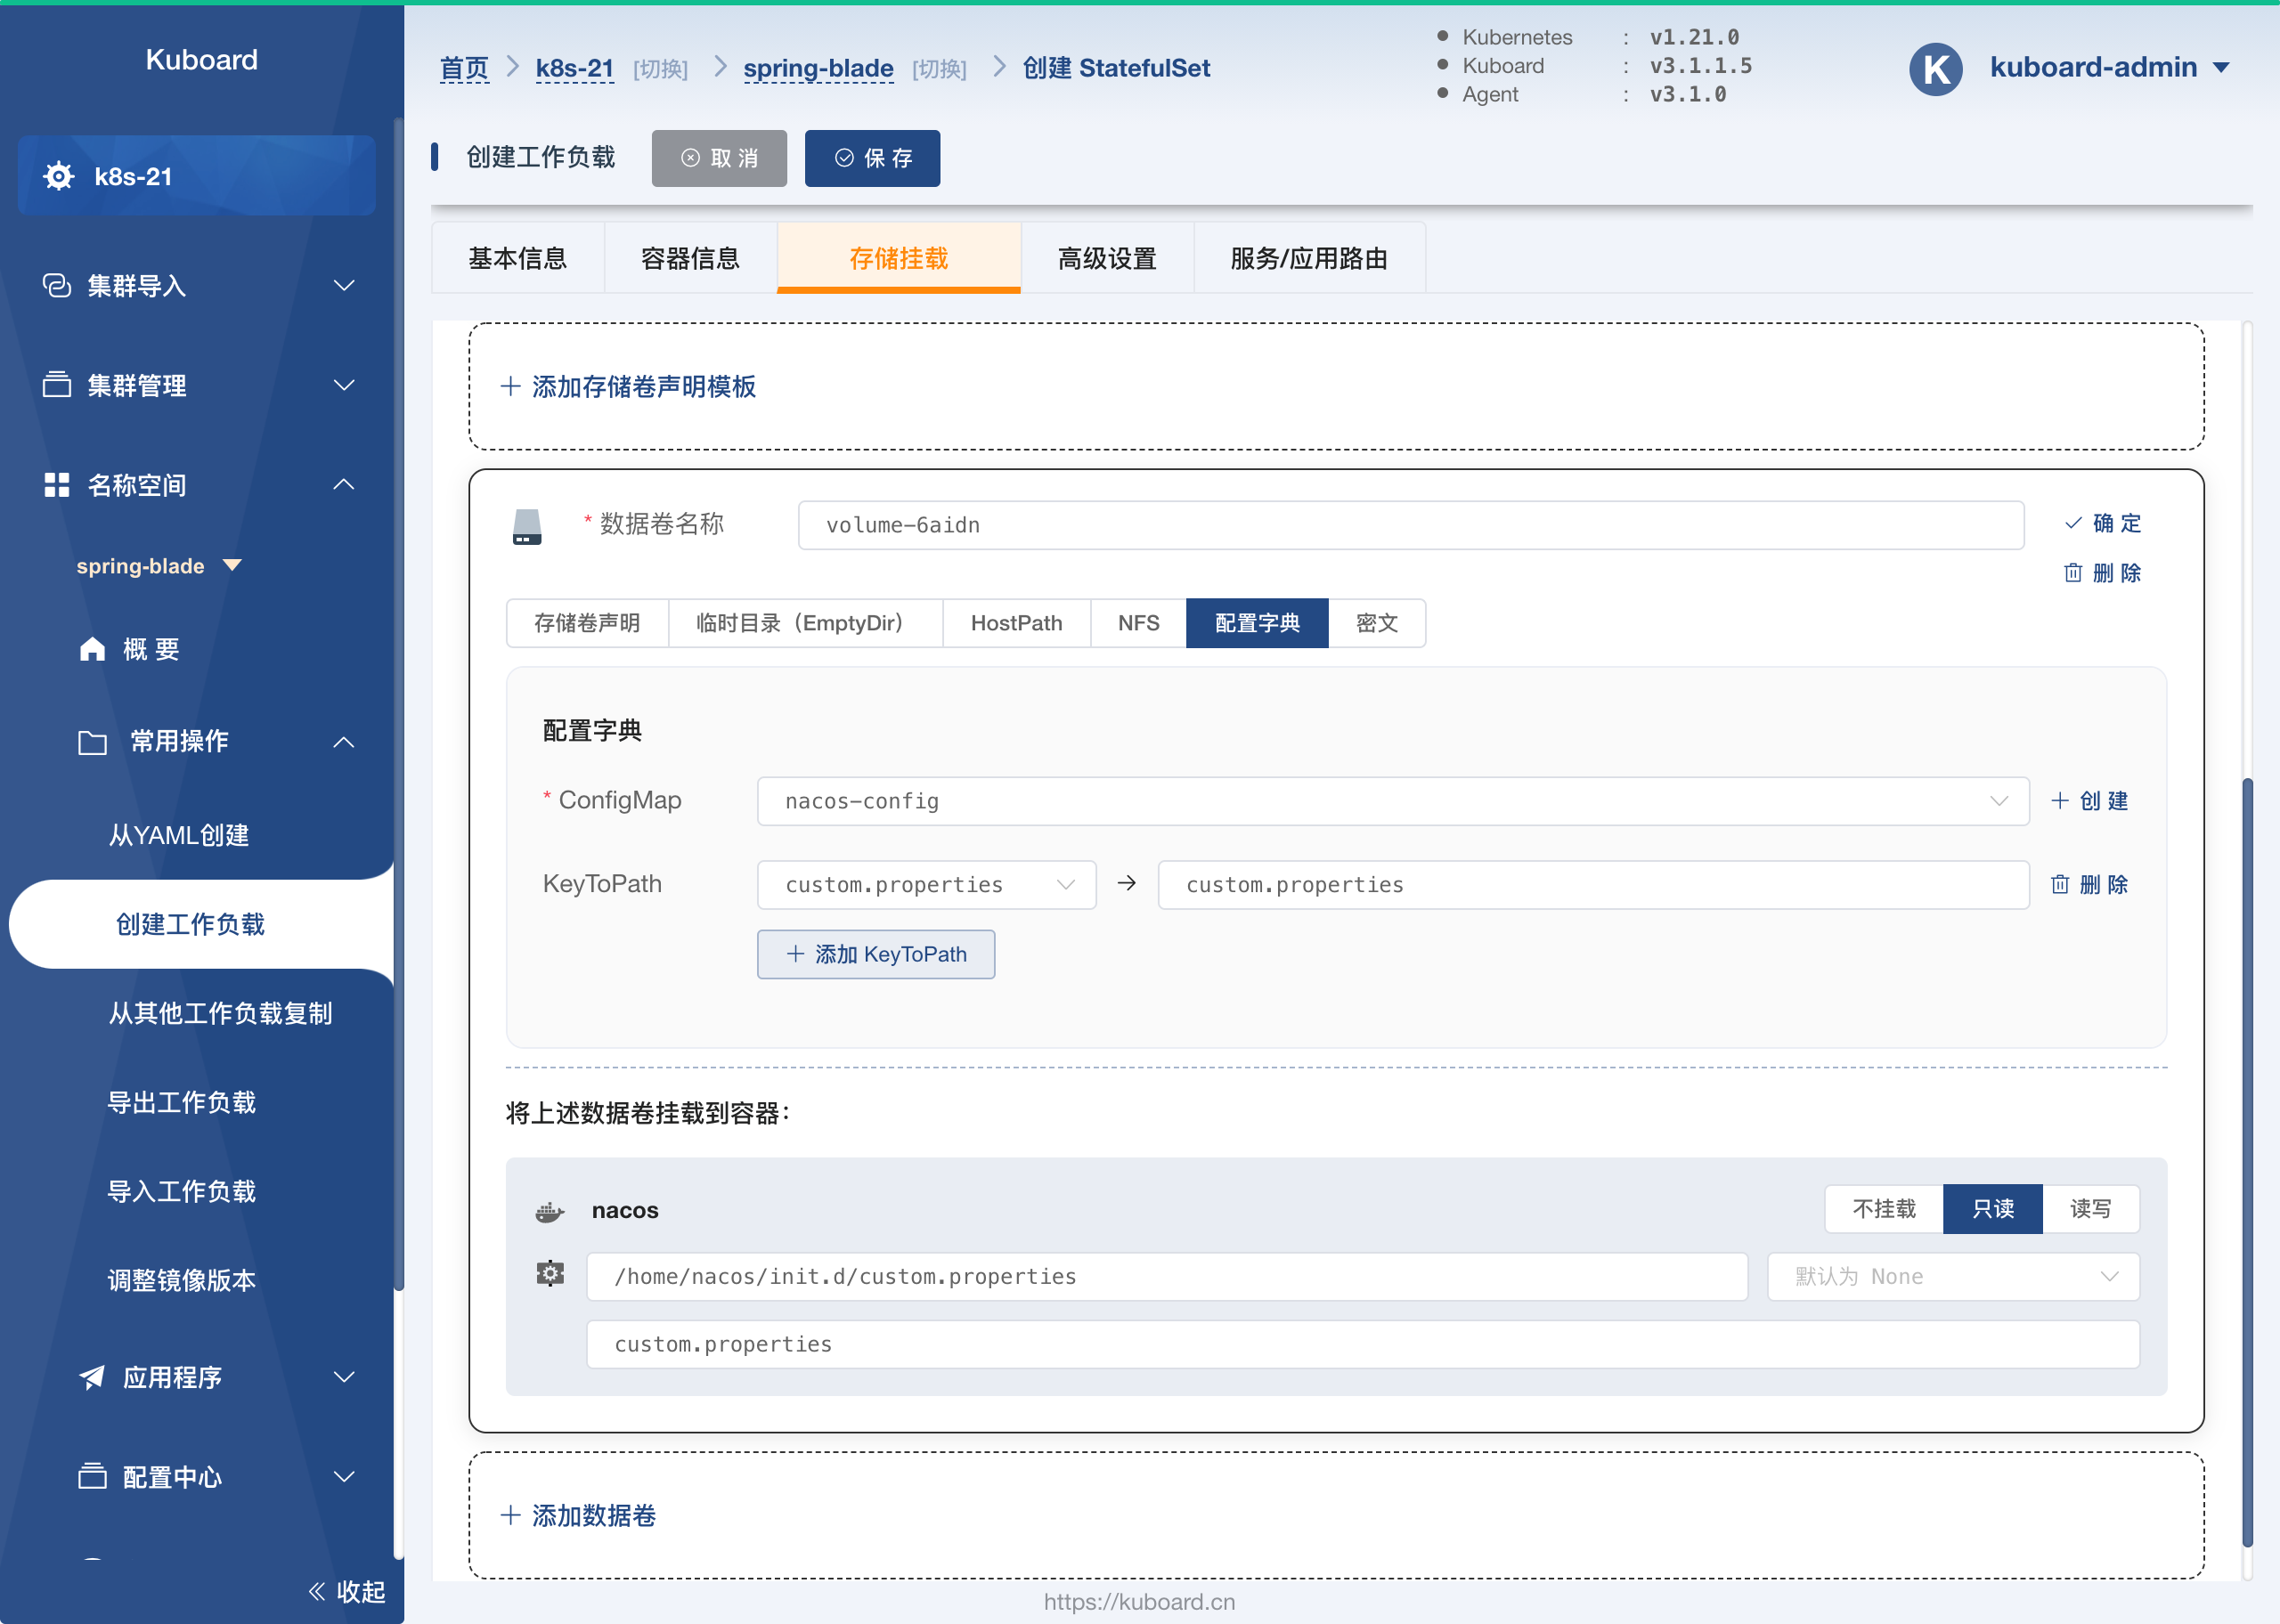 Kuboard
k8s-21
集群导入
集群管理
名称空间
spring-blade
概 要
常用操作
从YAML创建
创建工作负载
从其他工作负载复制
导出工作负载
导入工作负载
调整镜像版本
应用程序
配置中心
收起
首页 k8s-21 [切换] spring-blade [切换] 创建 StatefulSet
Kubernetes : v1.21.0
Kuboard : v3.1.1.5
Agent : v3.1.0
K kuboard-admin
创建工作负载 取 消 保 存
基本信息 容器信息 存储挂载 高级设置 服务/应用路由
添加存储卷声明模板
* 数据卷名称 volume-6aidn 确 定
删 除
存储卷声明 临时目录（EmptyDir） HostPath NFS 配置字典 密文
配置字典
* ConfigMap nacos-config 创 建
KeyToPath custom.properties → custom.properties 删 除
添加 KeyToPath
将上述数据卷挂载到容器：
nacos 不挂载 只读 读写
/home/nacos/init.d/custom.properties 默认为 None
custom.properties
添加数据卷
https://kuboard.cn